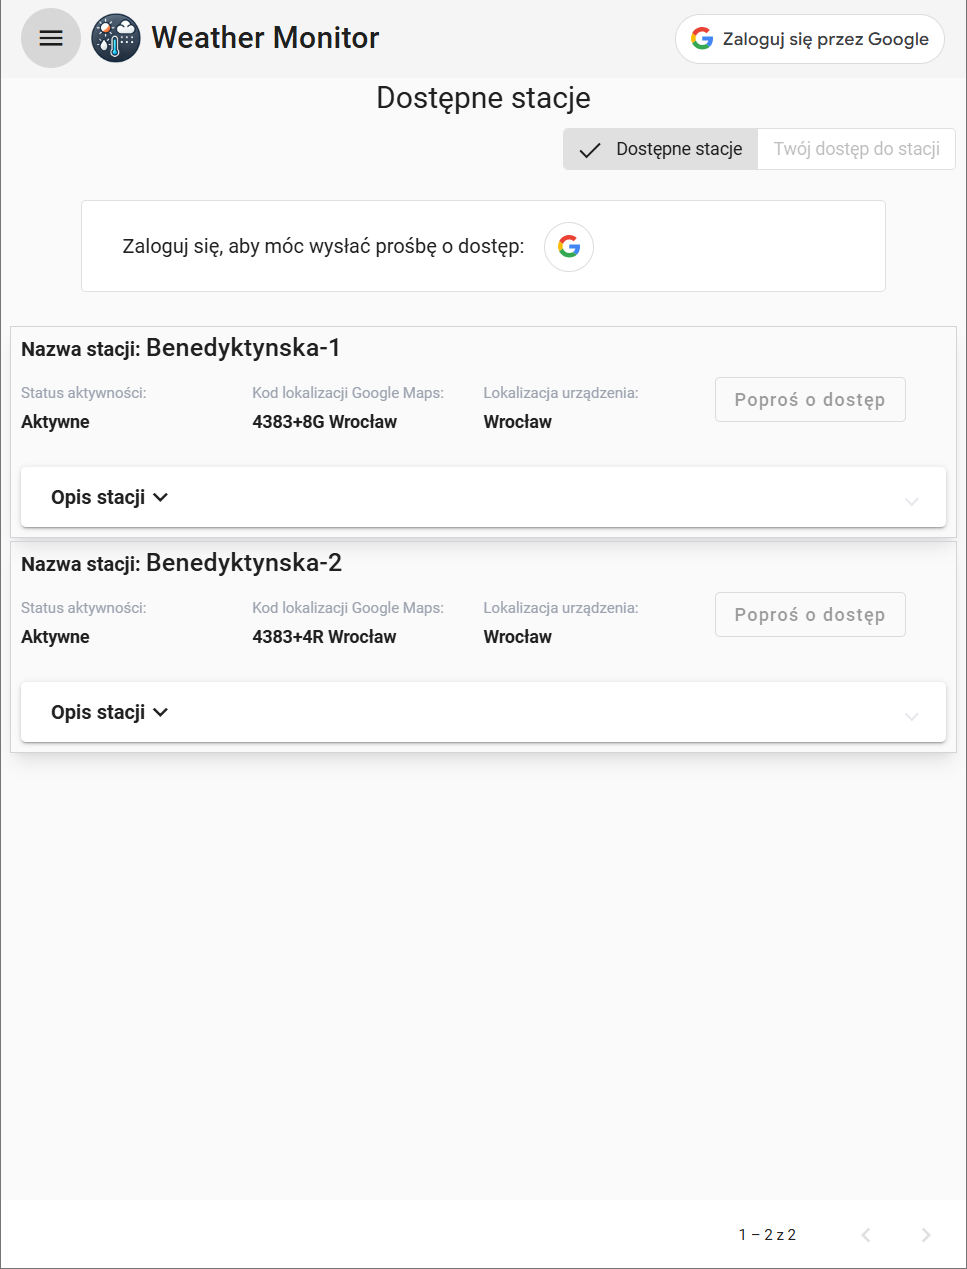 Weather Monitor
Zaloguj się przez Google
Dostępne stacje
Dostępne stacje
Twój dostęp do stacji
Zaloguj się, aby móc wysłać prośbę o dostęp:
Nazwa stacji: Benedyktynska-1
Status aktywności: Kod lokalizacji Google Maps: Lokalizacja urządzenia:
Aktywne 4383+8G Wrocław Wrocław
Poproś o dostęp
Opis stacji
Nazwa stacji: Benedyktynska-2
Status aktywności: Kod lokalizacji Google Maps: Lokalizacja urządzenia:
Aktywne 4383+4R Wrocław Wrocław
Poproś o dostęp
Opis stacji
1 – 2 z 2